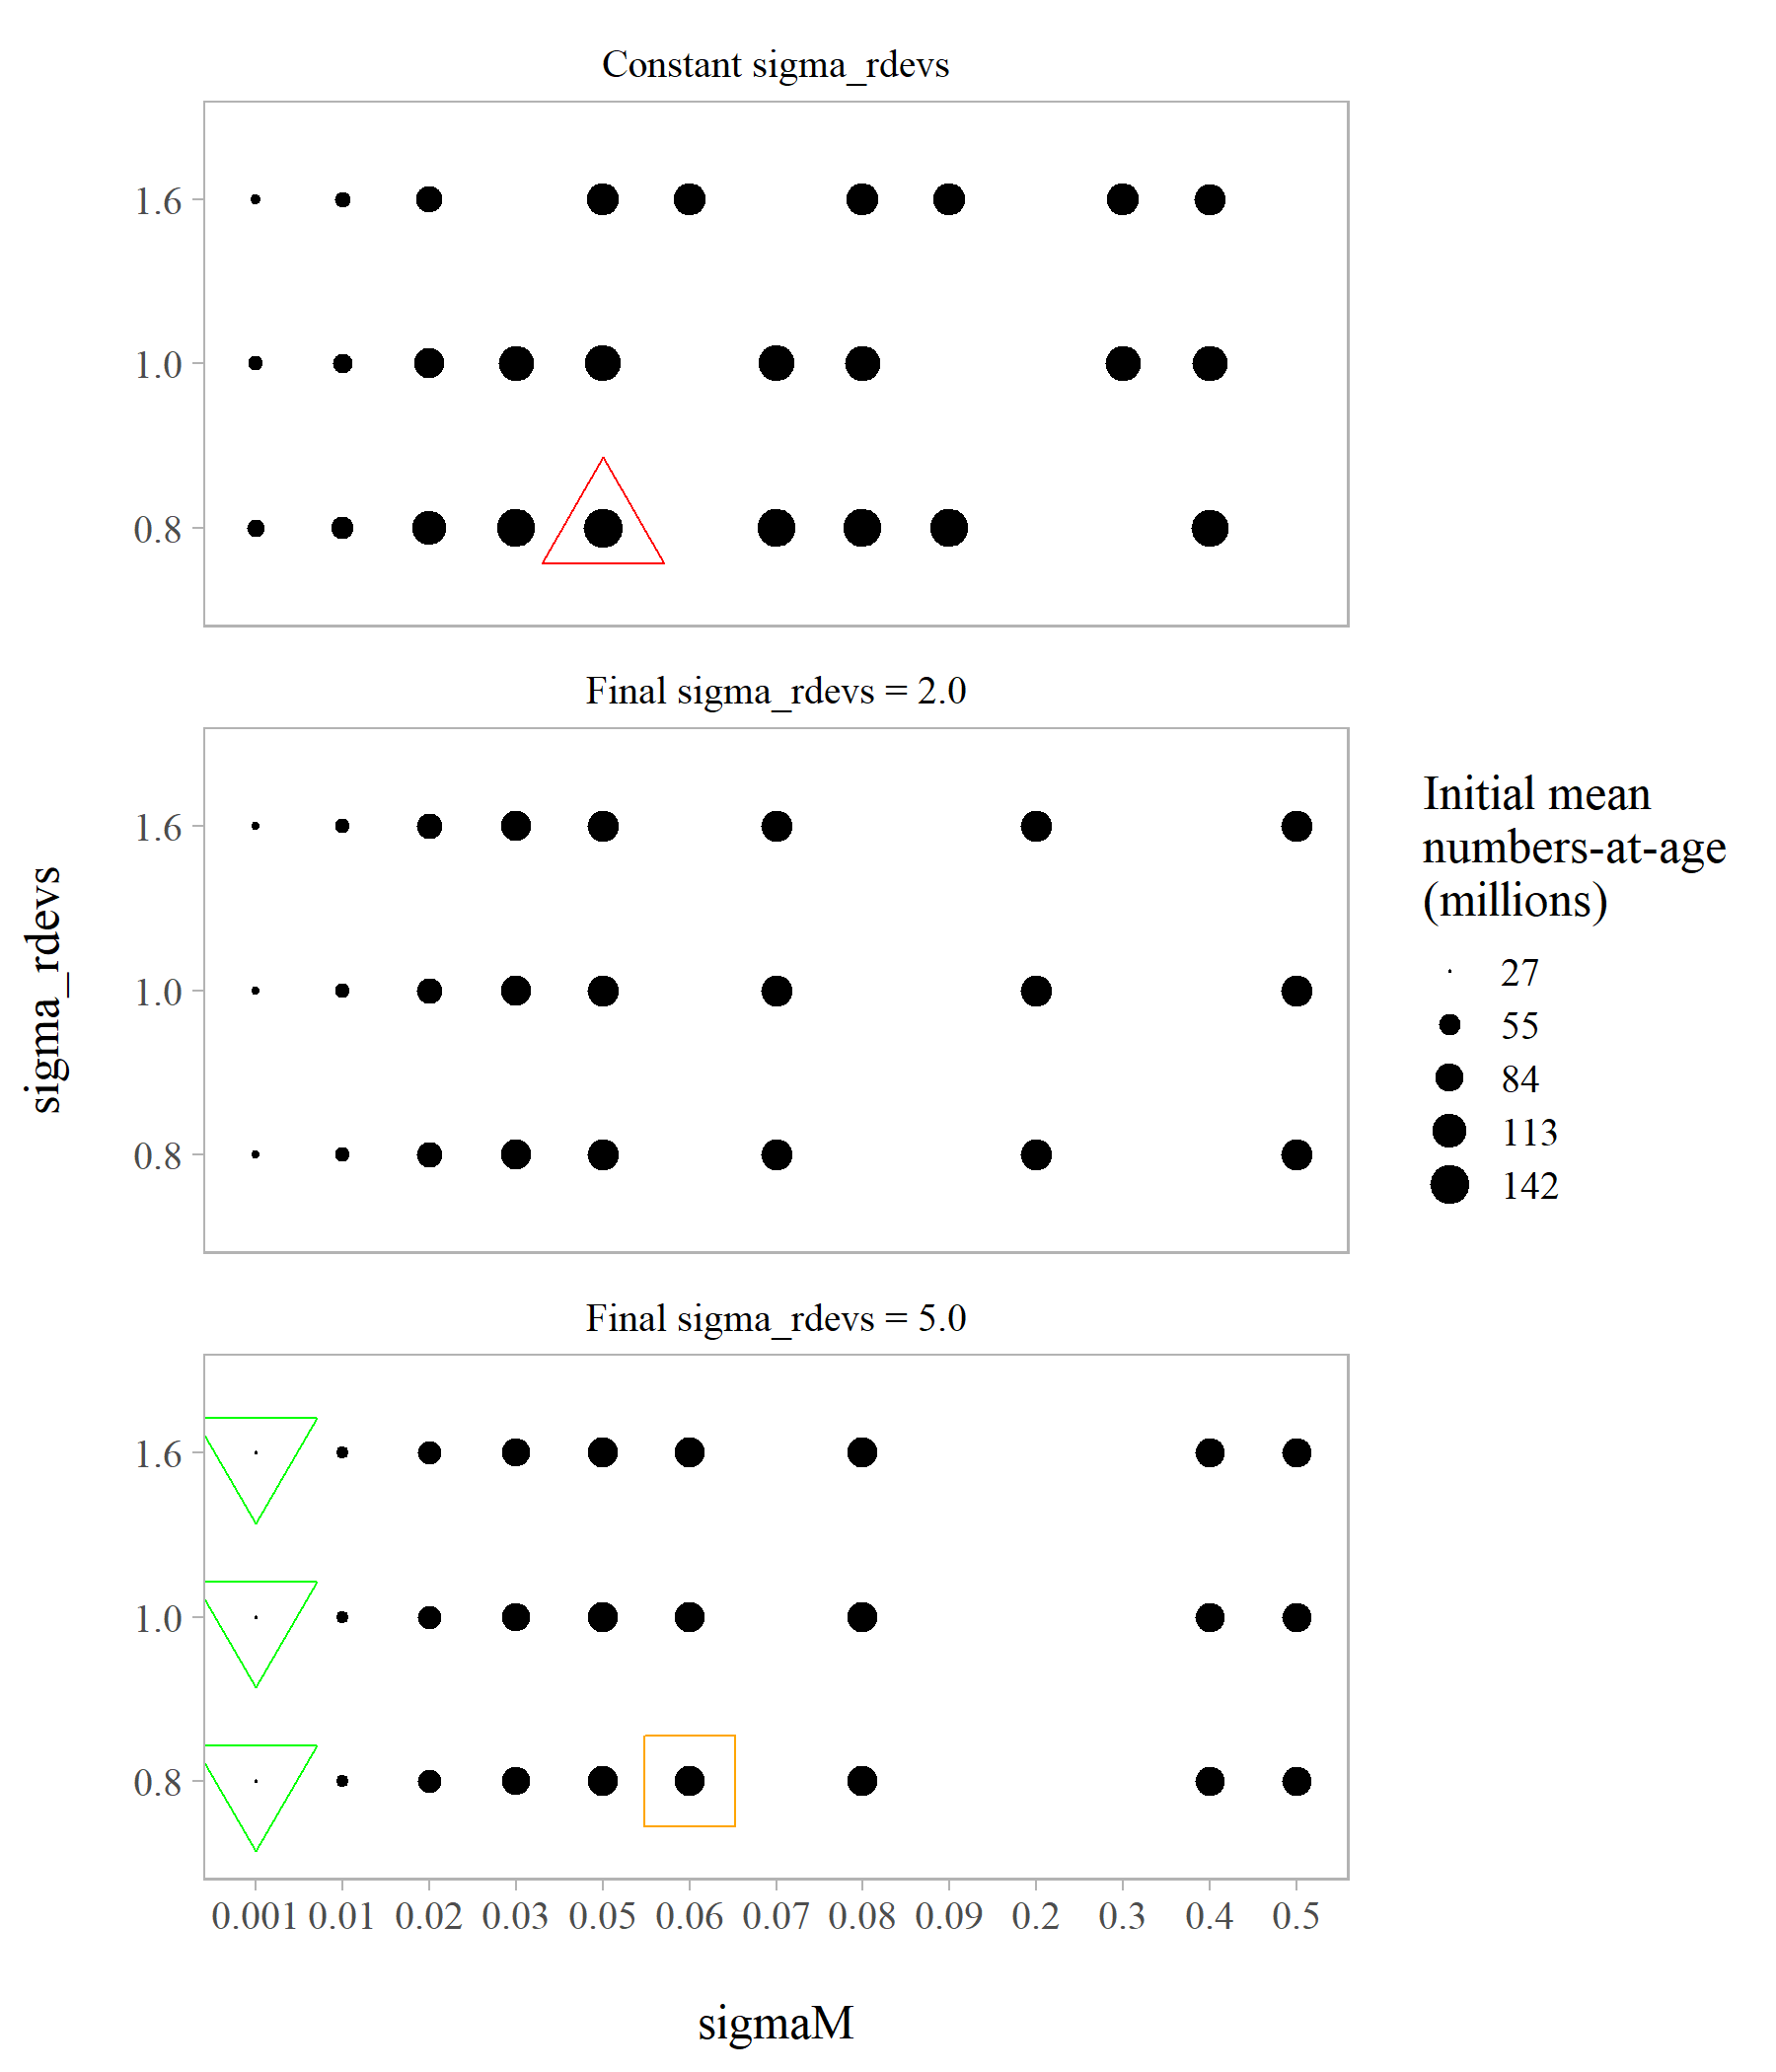 Constant sigma_rdevs
1.6
1.0
0.8
Final sigma_rdevs = 2.0
1.6
1.0
0.8
sigma_rdevs
Initial mean
numbers-at-age
(millions)
27
55
84
113
142
Final sigma_rdevs = 5.0
1.6
1.0
0.8
0.001 0.01 0.02 0.03 0.05 0.06 0.07 0.08 0.09 0.2 0.3 0.4 0.5
sigmaM